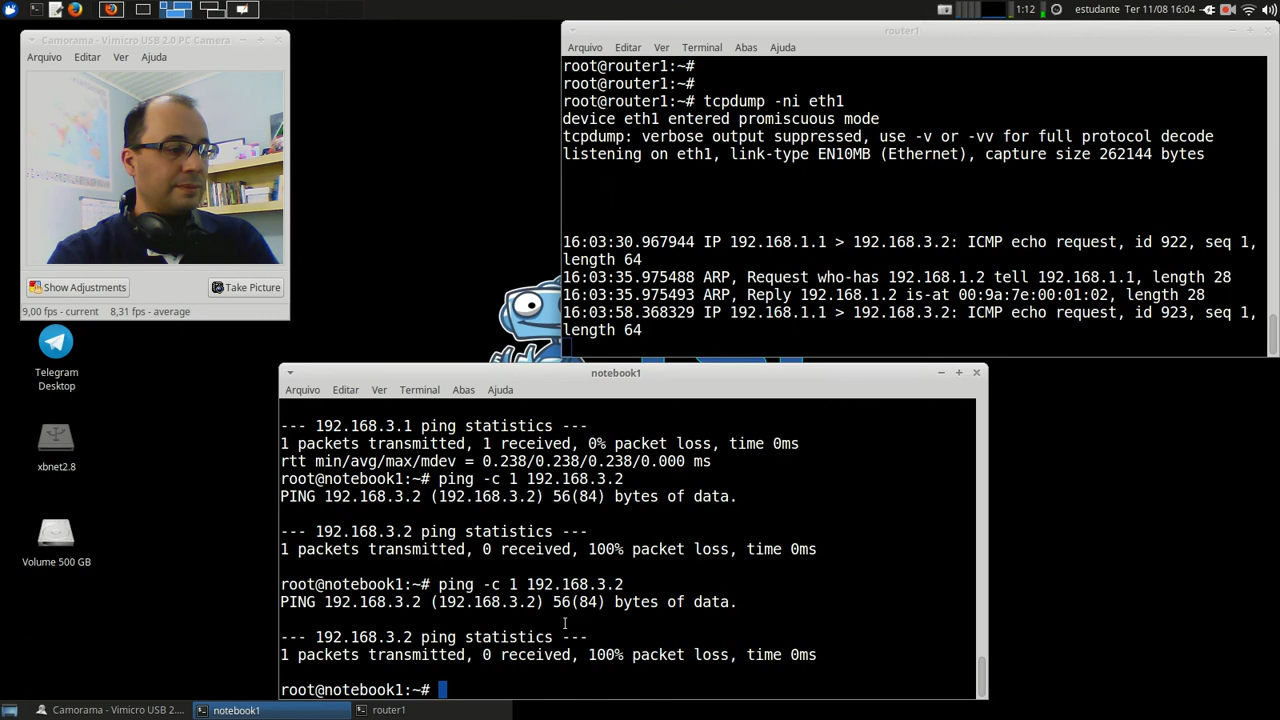 1:12
estudante
Ter 11/08 16:04
Camorama - Vimicro USB 2.0 PC Camera
Arquivo Editar Ver Ajuda
Show Adjustments
Take Picture
9,00 fps - current
8,31 fps - average
Telegram
Desktop
xbnet2.8
Volume 500 GB
router1
Arquivo Editar Ver Terminal Abas Ajuda
root@router1:~#
root@router1:~#
root@router1:~# tcpdump -ni eth1
device eth1 entered promiscuous mode
tcpdump: verbose output suppressed, use -v or -vv for full protocol decode
listening on eth1, link-type EN10MB (Ethernet), capture size 262144 bytes
16:03:30.967944 IP 192.168.1.1 > 192.168.3.2: ICMP echo request, id 922, seq 1,
length 64
16:03:35.975488 ARP, Request who-has 192.168.1.2 tell 192.168.1.1, length 28
16:03:35.975493 ARP, Reply 192.168.1.2 is-at 00:9a:7e:00:01:02, length 28
16:03:58.368329 IP 192.168.1.1 > 192.168.3.2: ICMP echo request, id 923, seq 1,
length 64
notebook1
Arquivo Editar Ver Terminal Abas Ajuda
--- 192.168.3.1 ping statistics ---
1 packets transmitted, 1 received, 0% packet loss, time 0ms
rtt min/avg/max/mdev = 0.238/0.238/0.238/0.000 ms
root@notebook1:~# ping -c 1 192.168.3.2
PING 192.168.3.2 (192.168.3.2) 56(84) bytes of data.
--- 192.168.3.2 ping statistics ---
1 packets transmitted, 0 received, 100% packet loss, time 0ms
root@notebook1:~# ping -c 1 192.168.3.2
PING 192.168.3.2 (192.168.3.2) 56(84) bytes of data.
--- 192.168.3.2 ping statistics ---
1 packets transmitted, 0 received, 100% packet loss, time 0ms
root@notebook1:~#
Camorama - Vimicro USB 2....
notebook1
router1